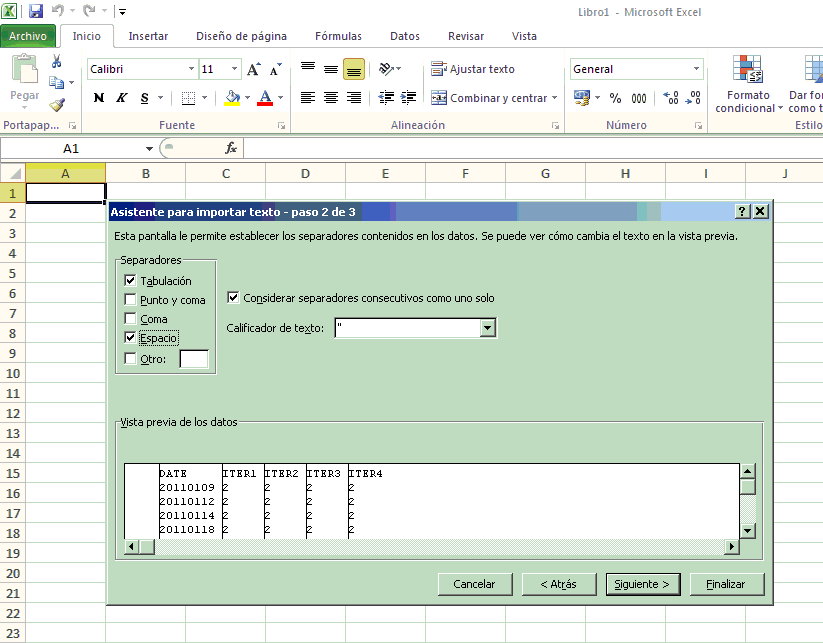 Libro1 - Microsoft Excel
Archivo Inicio Insertar Diseño de página Fórmulas Datos Revisar Vista
Pegar Calibri 11 Ajustar texto General
N K S Combinar y centrar % 000 Formato condicional Dar for como t
Portapap... Fuente Alineación Número Estilo
A1 fx
A B C D E F G H I J
1
2
3
4
5
6
7
8
9
10
11
12
13
14
15
16
17
18
19
20
21
22
23
Asistente para importar texto - paso 2 de 3
Esta pantalla le permite establecer los separadores contenidos en los datos. Se puede ver cómo cambia el texto en la vista previa.
Separadores
Tabulación
Punto y coma
Coma
Espacio
Otro:
Considerar separadores consecutivos como uno solo
Calificador de texto: "
Vista previa de los datos
DATE ITER1 ITER2 ITER3 ITER4
20110109 2 2 2 2
20110112 2 2 2 2
20110114 2 2 2 2
20110118 2 2 2 2
Cancelar < Atrás Siguiente > Finalizar